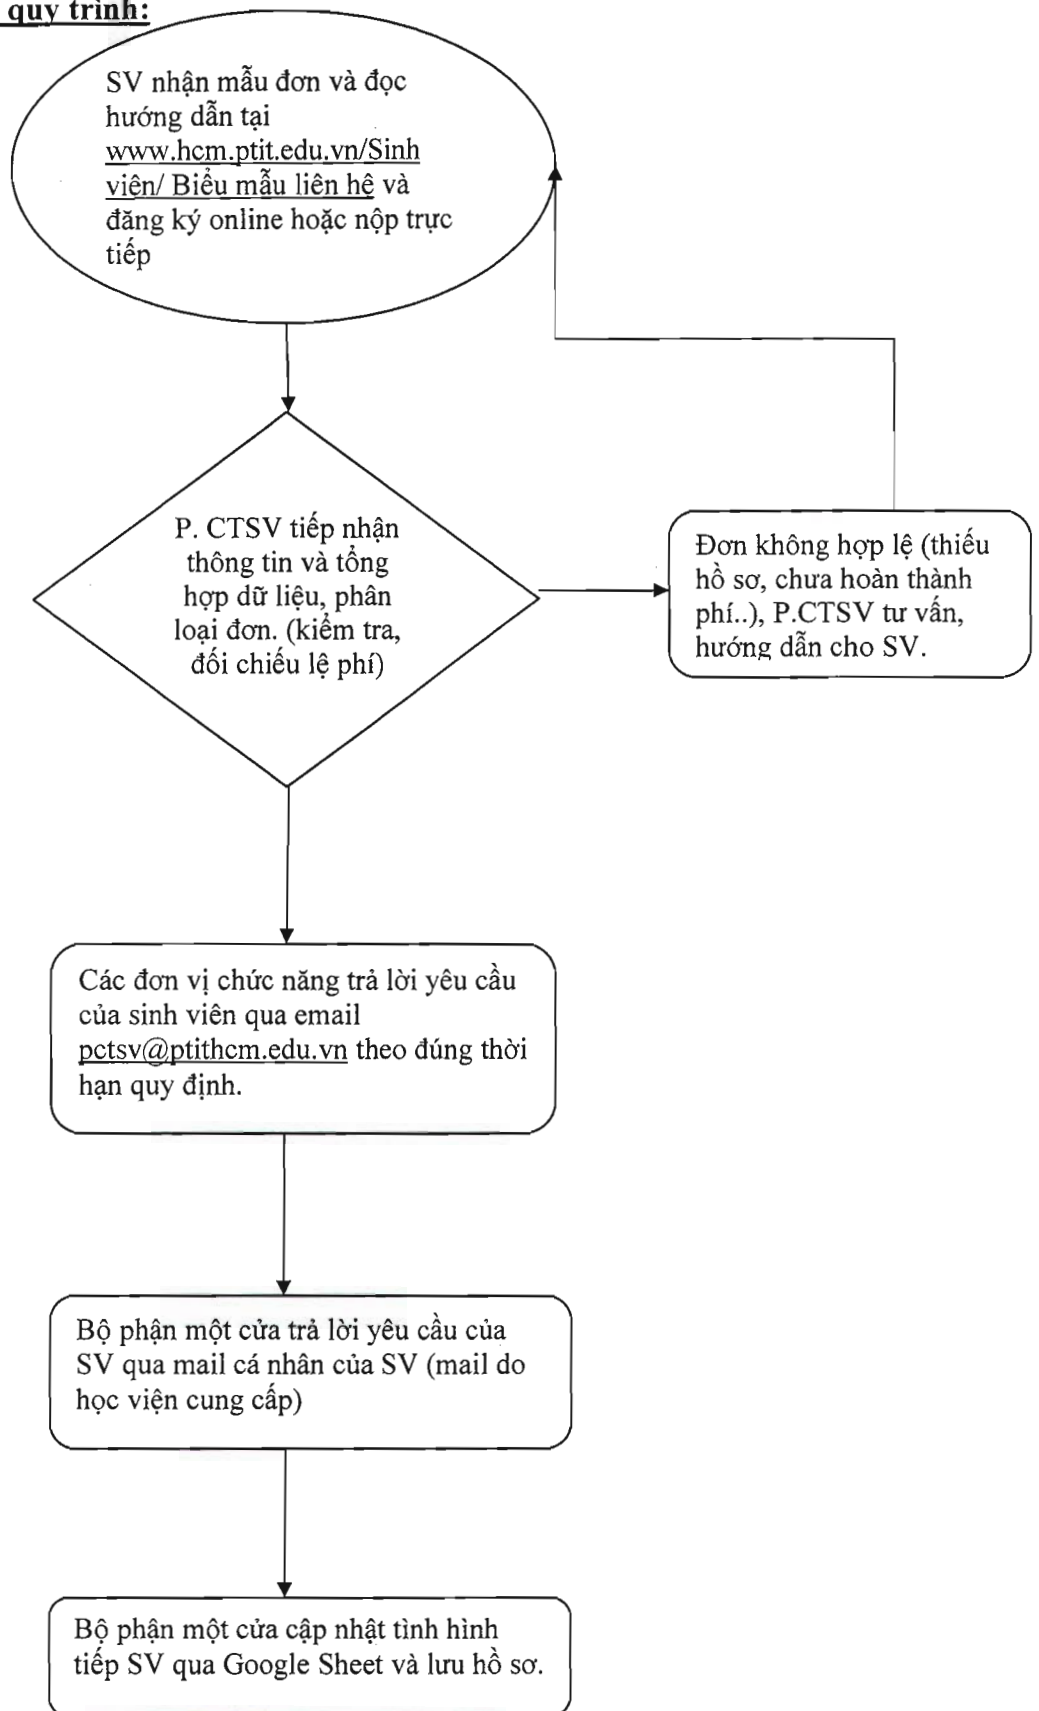 quy trình:
SV nhận mẫu đơn và đọc
hướng dẫn tại
www.hcm.ptit.edu.vn/Sinh
viên/ Biểu mẫu liên hệ và
đăng ký online hoặc nộp trực
tiếp
P. CTSV tiếp nhận
thông tin và tổng
hợp dữ liệu, phân
loại đơn. (kiểm tra,
đối chiếu lệ phí)
Đơn không hợp lệ (thiếu
hồ sơ, chưa hoàn thành
phí..), P.CTSV tư vấn,
hướng dẫn cho SV.
Các đơn vị chức năng trả lời yêu cầu
của sinh viên qua email
pctsv@ptithcm.edu.vn theo đúng thời
hạn quy định.
Bộ phận một cửa trả lời yêu cầu của
SV qua mail cá nhân của SV (mail do
học viện cung cấp)
Bộ phận một cửa cập nhật tình hình
tiếp SV qua Google Sheet và lưu hồ sơ.